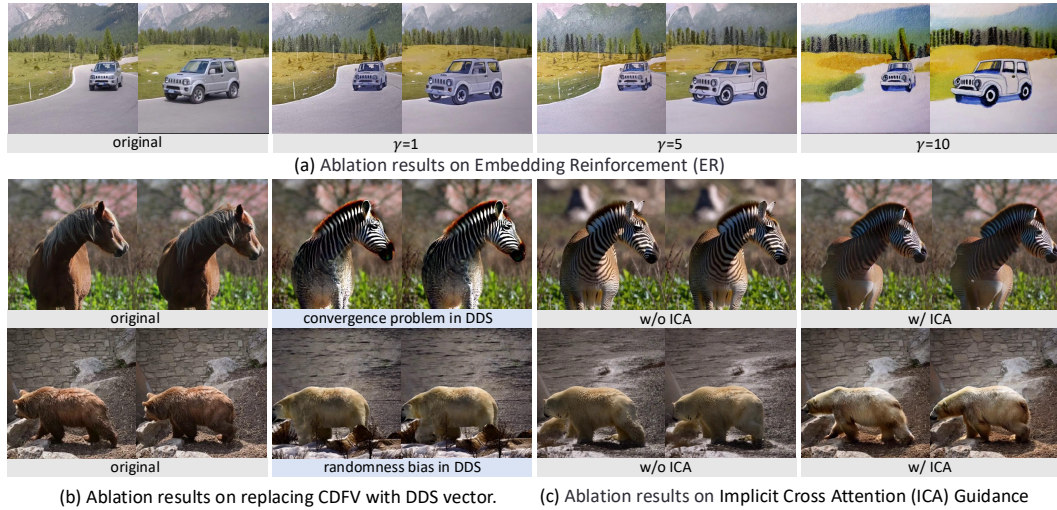 original γ=1 γ=5 γ=10
(a) Ablation results on Embedding Reinforcement (ER)
original convergence problem in DDS w/o ICA w/ ICA
original randomness bias in DDS w/o ICA w/ ICA
(b) Ablation results on replacing CDFV with DDS vector. (c) Ablation results on Implicit Cross Attention (ICA) Guidance